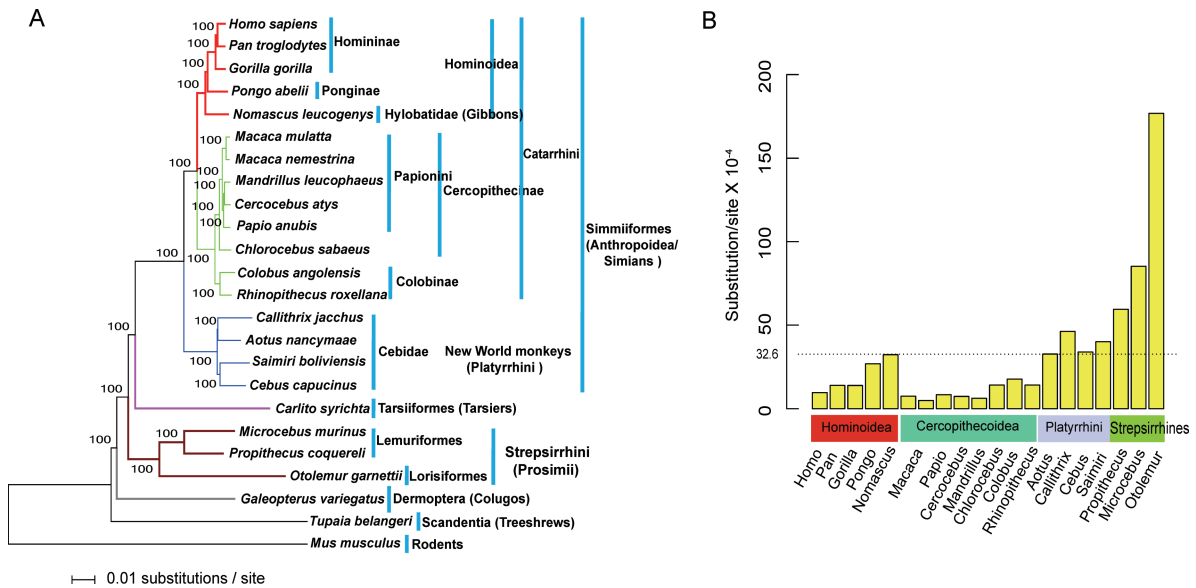 A
100
Homo sapiens
100
Pan troglodytes
Homininae
100
Gorilla gorilla
Hominoidea
100
Pongo abelii
Ponginae
Nomascus leucogenys
Hylobatidae (Gibbons)
100
Macaca mulatta
Catarrhini
100
Macaca nemestrina
100
100
Mandrillus leucophaeus
Papionini
Cercopithecinae
100
Cercocebus atys
100
Papio anubis
Simmiiformes
(Anthropoidea/
Simians )
100
Chlorocebus sabaeus
Colobus angolensis
Colobinae
100
Rhinopithecus roxellana
100
Callithrix jacchus
100
Aotus nancymaae
Cebidae
New World monkeys
(Platyrrhini )
100
Saimiri boliviensis
100
Cebus capucinus
100
Carlito syrichta
Tarsiiformes (Tarsiers)
100
Microcebus murinus
Lemuriformes
100
Propithecus coquereli
Strepsirrhini
(Prosimii)
100
Otolemur garnettii
Lorisiformes
100
Galeopterus variegatus
Dermoptera (Colugos)
Tupaia belangeri
Scandentia (Treeshrews)
Mus musculus
Rodents
0.01 substitutions / site
B
Substitution/site X 10⁻⁴
200
150
100
50
32.6
0
Hominoidea
Cercopithecoidea
Platyrrhini
Strepsirrhines
Homo
Pan
Gorilla
Pongo
Nomascus
Macaca
Papio
Cercocebus
Mandrillus
Chlorocebus
Colobus
Rhinopithecus
Aotus
Callithrix
Cebus
Saimiri
Propithecus
Microcebus
Otolemur